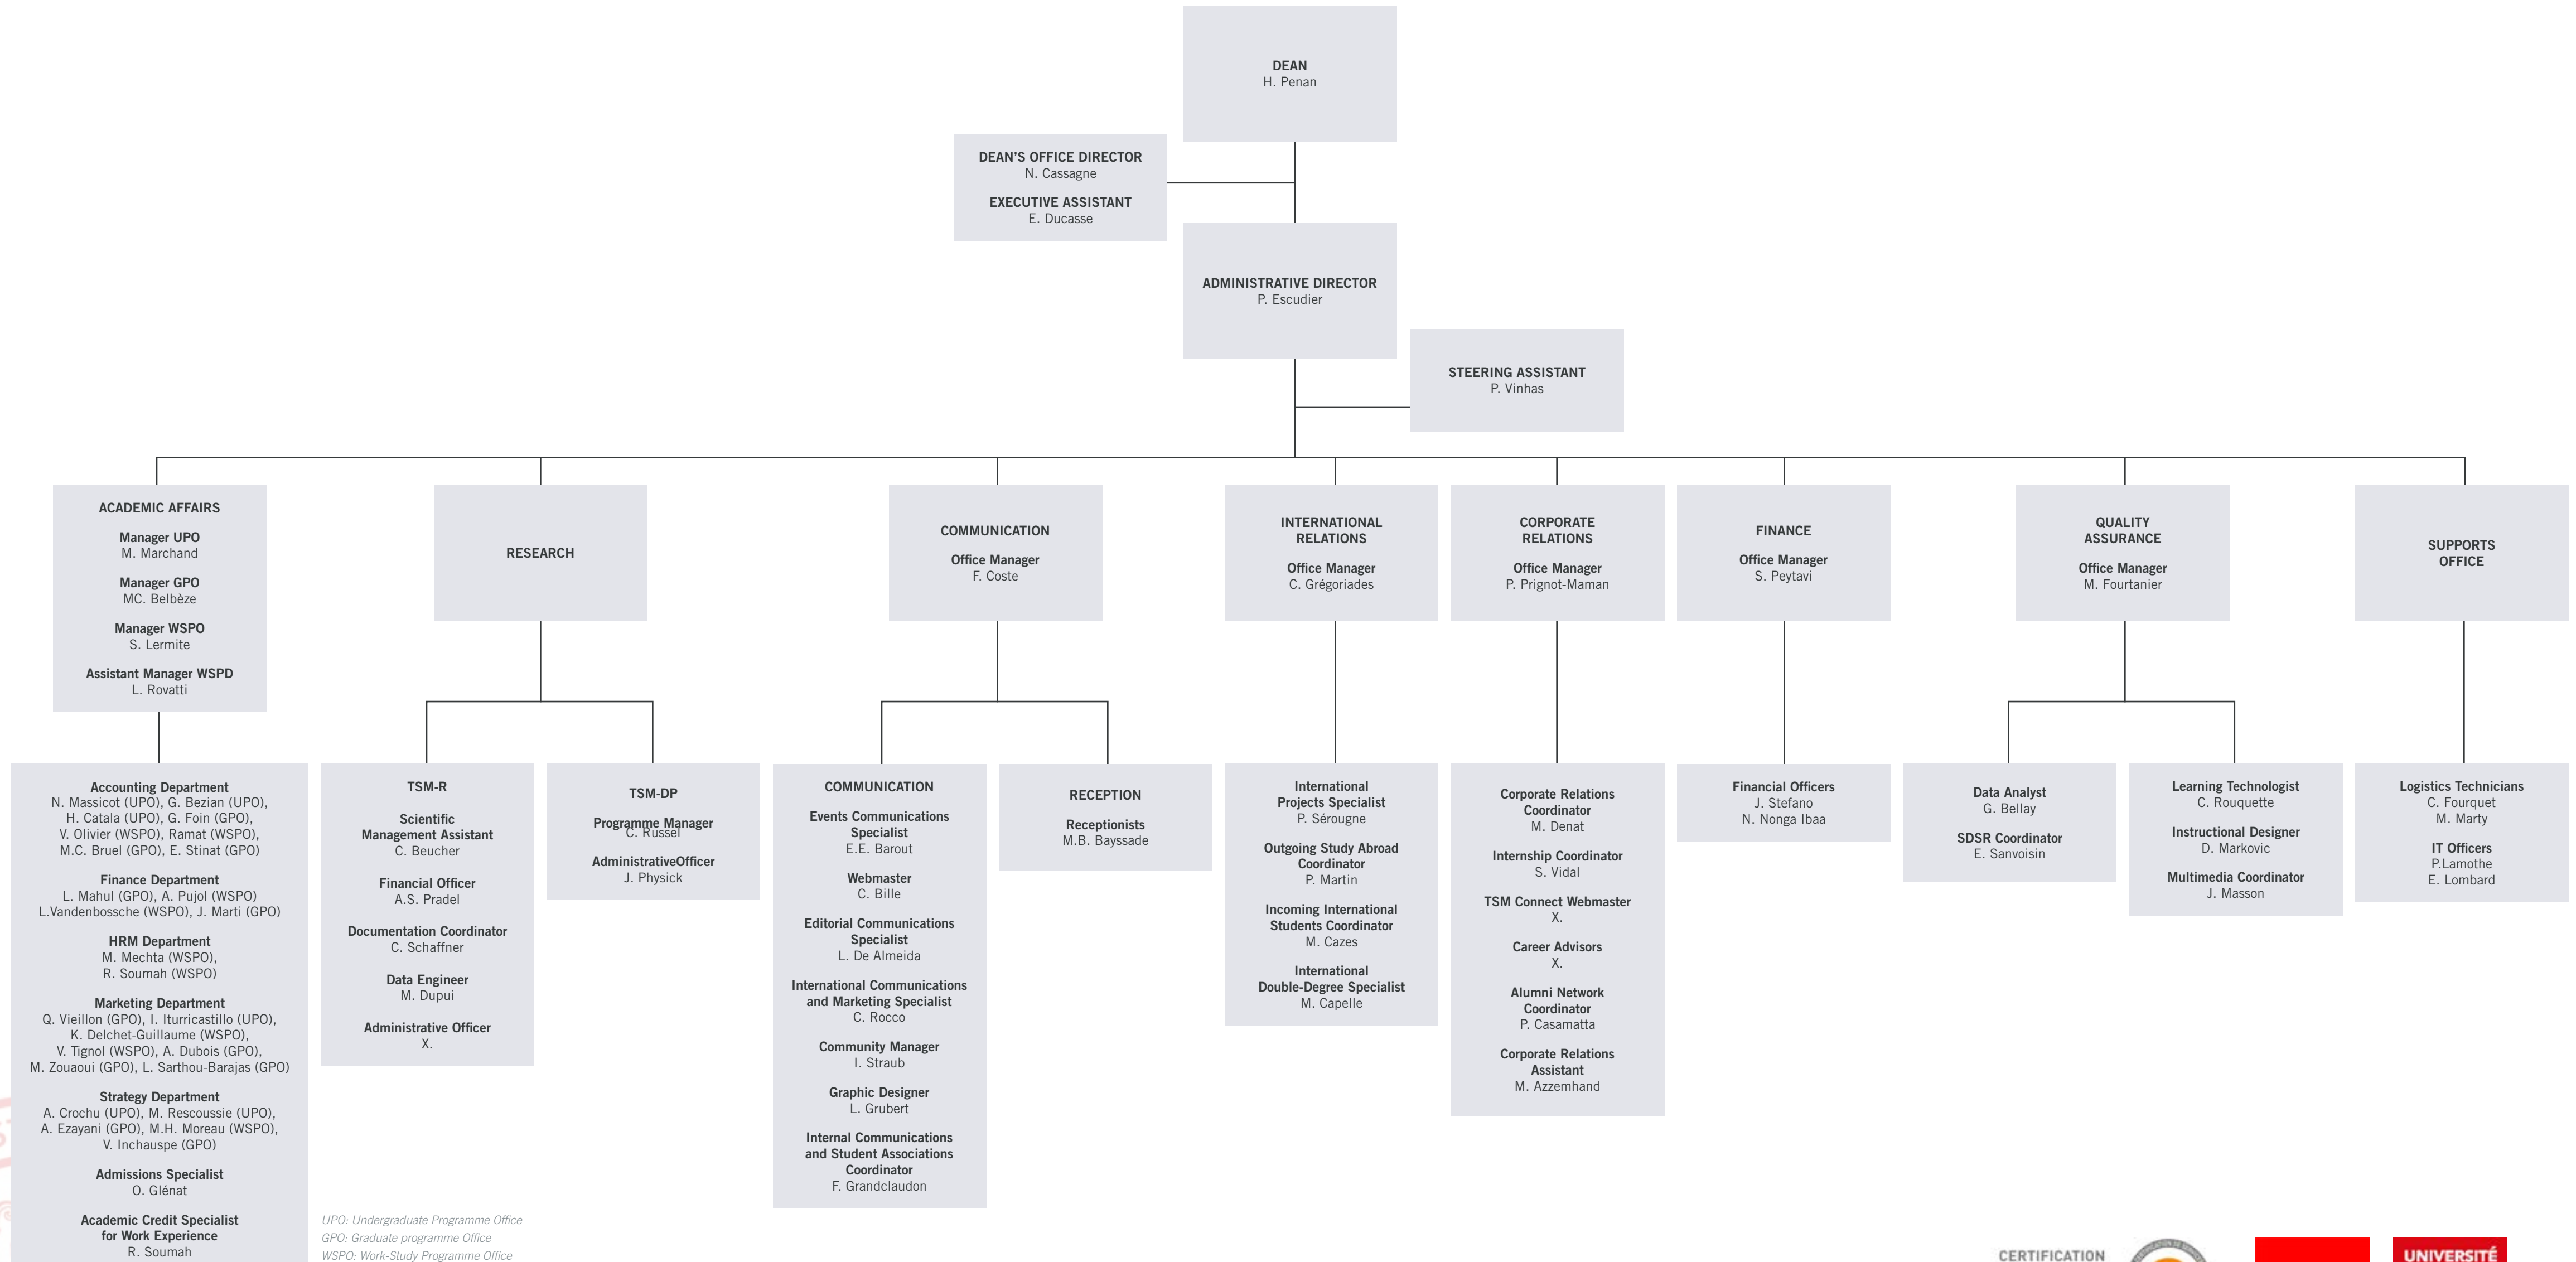 DEAN
H. Penan
DEAN'S OFFICE DIRECTOR
N. Cassagne
EXECUTIVE ASSISTANT
E. Ducasse
ADMINISTRATIVE DIRECTOR
P. Escudier
STEERING ASSISTANT
P. Vinhas
ACADEMIC AFFAIRS
Manager UPO
M. Marchand
Manager GPO
MC. Belbèze
Manager WSPO
S. Lermite
Assistant Manager WSPD
L. Rovatti
RESEARCH
COMMUNICATION
Office Manager
F. Coste
INTERNATIONAL
RELATIONS
Office Manager
C. Grégoriades
CORPORATE
RELATIONS
Office Manager
P. Prignot-Maman
FINANCE
Office Manager
S. Peytavi
QUALITY
ASSURANCE
Office Manager
M. Fourtanier
SUPPORTS
OFFICE
Accounting Department
N. Massicot (UPO), G. Bezian (UPO),
H. Catala (UPO), G. Foin (GPO),
V. Olivier (WSPO), Ramat (WSPO),
M.C. Bruel (GPO), E. Stinat (GPO)
Finance Department
L. Mahul (GPO), A. Pujol (WSPO)
L.Vandenbossche (WSPO), J. Marti (GPO)
HRM Department
M. Mechta (WSPO),
R. Soumah (WSPO)
Marketing Department
Q. Vieillon (GPO), I. Iturricastillo (UPO),
K. Delchet-Guillaume (WSPO),
V. Tignol (WSPO), A. Dubois (GPO),
M. Zouaoui (GPO), L. Sarthou-Barajas (GPO)
Strategy Department
A. Crochu (UPO), M. Rescoussie (UPO),
A. Ezayani (GPO), M.H. Moreau (WSPO),
V. Inchauspe (GPO)
Admissions Specialist
O. Glénat
Academic Credit Specialist
for Work Experience
R. Soumah
TSM-R
Scientific
Management Assistant
C. Beucher
Financial Officer
A.S. Pradel
Documentation Coordinator
C. Schaffner
Data Engineer
M. Dupui
Administrative Officer
X.
TSM-DP
Programme Manager
C. Russel
AdministrativeOfficer
J. Physick
COMMUNICATION
Events Communications
Specialist
E.E. Barout
Webmaster
C. Bille
Editorial Communications
Specialist
L. De Almeida
International Communications
and Marketing Specialist
C. Rocco
Community Manager
I. Straub
Graphic Designer
L. Grubert
Internal Communications
and Student Associations
Coordinator
F. Grandclaudon
RECEPTION
Receptionists
M.B. Bayssade
International
Projects Specialist
P. Sérougne
Outgoing Study Abroad
Coordinator
P. Martin
Incoming International
Students Coordinator
M. Cazes
International
Double-Degree Specialist
M. Capelle
Corporate Relations
Coordinator
M. Denat
Internship Coordinator
S. Vidal
TSM Connect Webmaster
X.
Career Advisors
X.
Alumni Network
Coordinator
P. Casamatta
Corporate Relations
Assistant
M. Azzemhand
Financial Officers
J. Stefano
N. Nonga Ibaa
Data Analyst
G. Bellay
SDSR Coordinator
E. Sanvoisin
Learning Technologist
C. Rouquette
Instructional Designer
D. Markovic
Multimedia Coordinator
J. Masson
Logistics Technicians
C. Fourquet
M. Marty
IT Officers
P.Lamothe
E. Lombard
UPO: Undergraduate Programme Office
GPO: Graduate programme Office
WSPO: Work-Study Programme Office
CERTIFICATION
UNIVERSITÉ